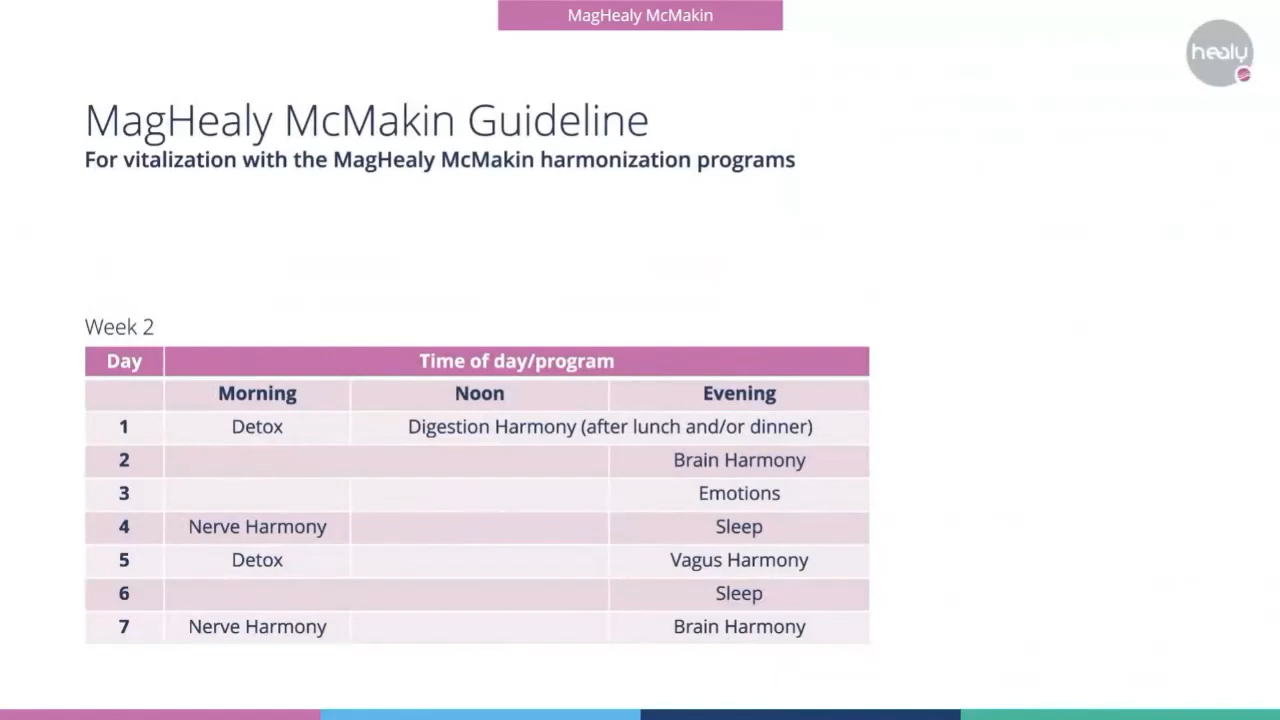 MagHealy McMakin
healy
MagHealy McMakin Guideline
For vitalization with the MagHealy McMakin harmonization programs
Week 2
Day Time of day/program
Morning Noon Evening
1 Detox Digestion Harmony (after lunch and/or dinner)
2 Brain Harmony
3 Emotions
4 Nerve Harmony Sleep
5 Detox Vagus Harmony
6 Sleep
7 Nerve Harmony Brain Harmony